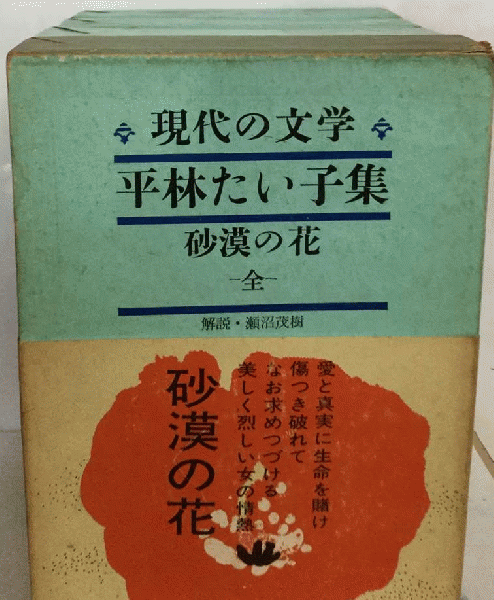 現代の文学
平林たい子集
砂漠の花
全
解説・瀬沼茂樹
愛と真実に生命を賭け
傷つき破れて
なお求めつづける
美しく烈しい女の情熱
砂漠の花